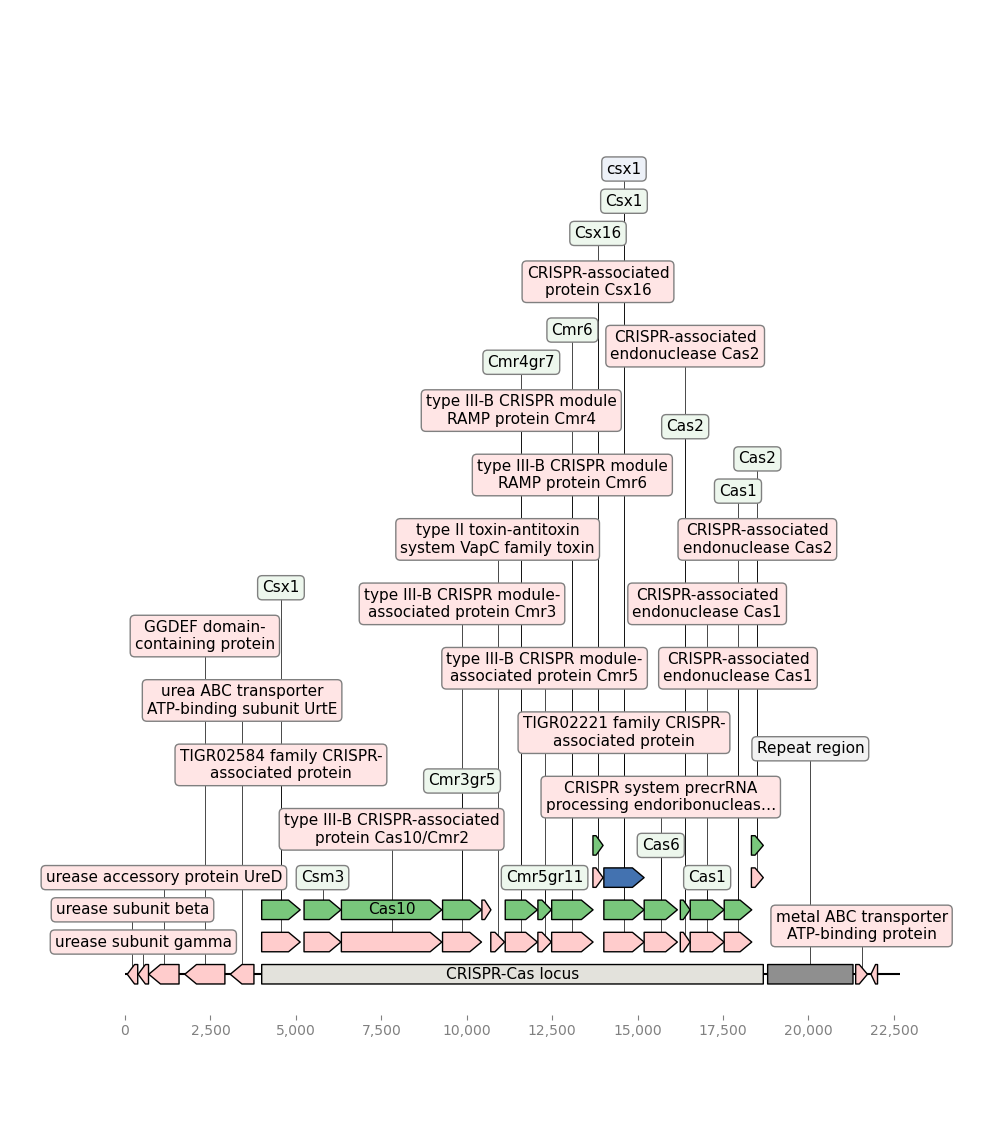 csx1
Csx1
Csx16
CRISPR-associated
protein Csx16
Cmr6
CRISPR-associated
endonuclease Cas2
Cmr4gr7
type III-B CRISPR module
RAMP protein Cmr4
Cas2
Cas2
type III-B CRISPR module
RAMP protein Cmr6
Cas1
type II toxin-antitoxin
system VapC family toxin
CRISPR-associated
endonuclease Cas2
Csx1
type III-B CRISPR module-
associated protein Cmr3
CRISPR-associated
endonuclease Cas1
GGDEF domain-
containing protein
type III-B CRISPR module-
associated protein Cmr5
CRISPR-associated
endonuclease Cas1
urea ABC transporter
ATP-binding subunit UrtE
TIGR02221 family CRISPR-
associated protein
Repeat region
TIGR02584 family CRISPR-
associated protein
Cmr3gr5
CRISPR system precrRNA
processing endoribonucleas…
type III-B CRISPR-associated
protein Cas10/Cmr2
Cas6
urease accessory protein UreD
Csm3
Cmr5gr11
Cas1
urease subunit beta
Cas10
metal ABC transporter
ATP-binding protein
urease subunit gamma
CRISPR-Cas locus
0
2,500
5,000
7,500
10,000
12,500
15,000
17,500
20,000
22,500